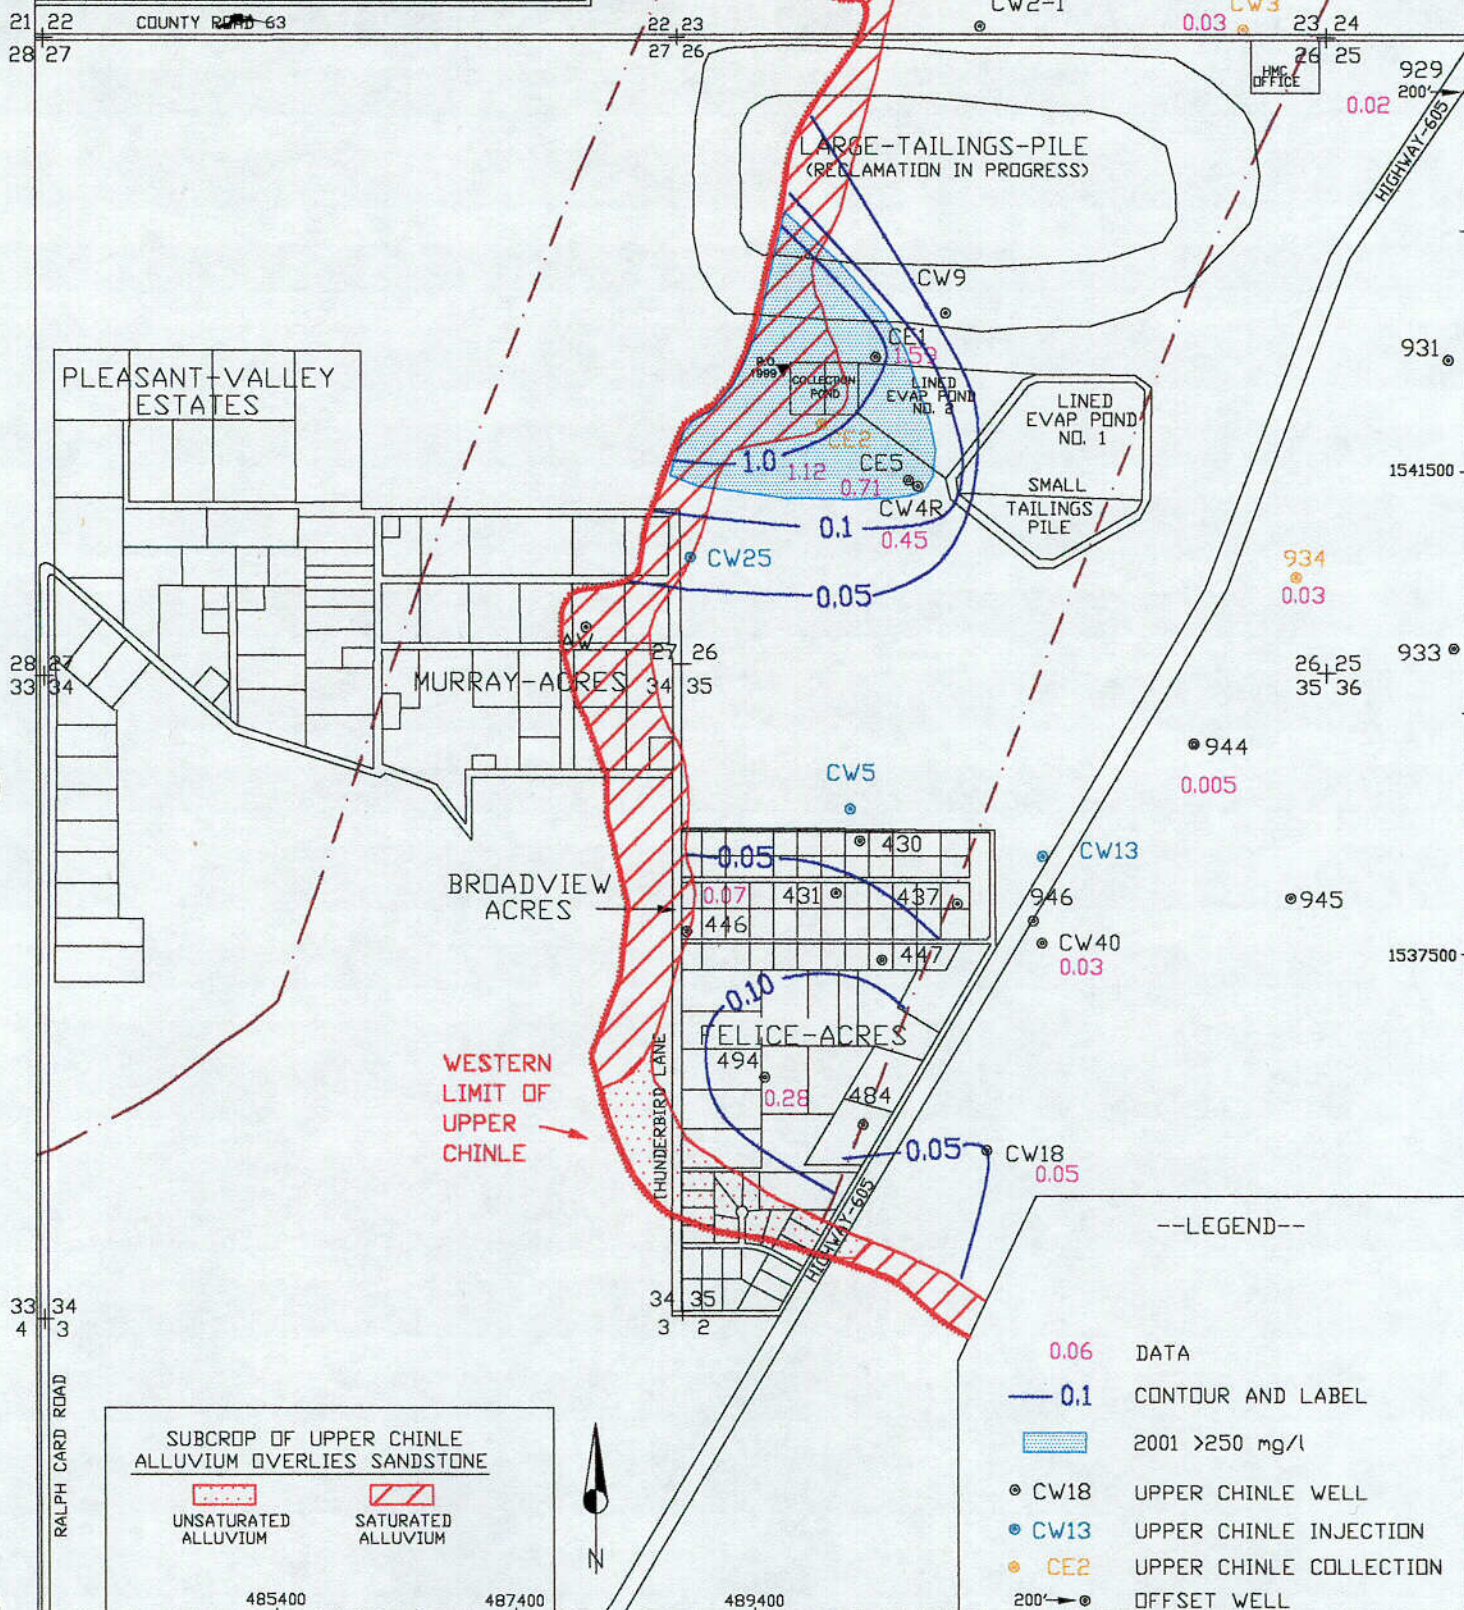 CW2-1
CW3
0.03
21 22
28 27
COUNTY ROAD 63
22 23
27 26
23 24
26 25
HMC
OFFICE
929
200'
0.02
HIGHWAY-605
LARGE-TAILINGS-PILE
(RECLAMATION IN PROGRESS)
CW9
CE1
1.59
931
PLEASANT-VALLEY
ESTATES
R.O.
1999
COLLECTION
POND
LINED
EVAP POND
NO. 2
LINED
EVAP POND
NO. 1
CE2
1.0
1.12
CE5
0.71
CW4R
0.45
SMALL
TAILINGS
PILE
1541500
0.1
CW25
0.05
934
0.03
AW
933
28 27
33 34
27 26
34 35
26 25
35 36
MURRAY-ACRES
944
0.005
CW5
430
CW13
0.05
BROADVIEW
ACRES
0.07
431
437
946
945
446
447
CW40
0.03
1537500
0.10
FELICE-ACRES
494
0.28
484
WESTERN
LIMIT OF
UPPER
CHINLE
THUNDERBIRD LANE
0.05
CW18
0.05
HIGHWAY-605
33 34
4 3
34 35
3 2
RALPH CARD ROAD
--LEGEND--
0.06 DATA
0.1 CONTOUR AND LABEL
2001 >250 mg/l
CW18 UPPER CHINLE WELL
CW13 UPPER CHINLE INJECTION
CE2 UPPER CHINLE COLLECTION
200' OFFSET WELL
SUBCROP OF UPPER CHINLE
ALLUVIUM OVERLIES SANDSTONE
UNSATURATED
ALLUVIUM
SATURATED
ALLUVIUM
N
485400
487400
489400